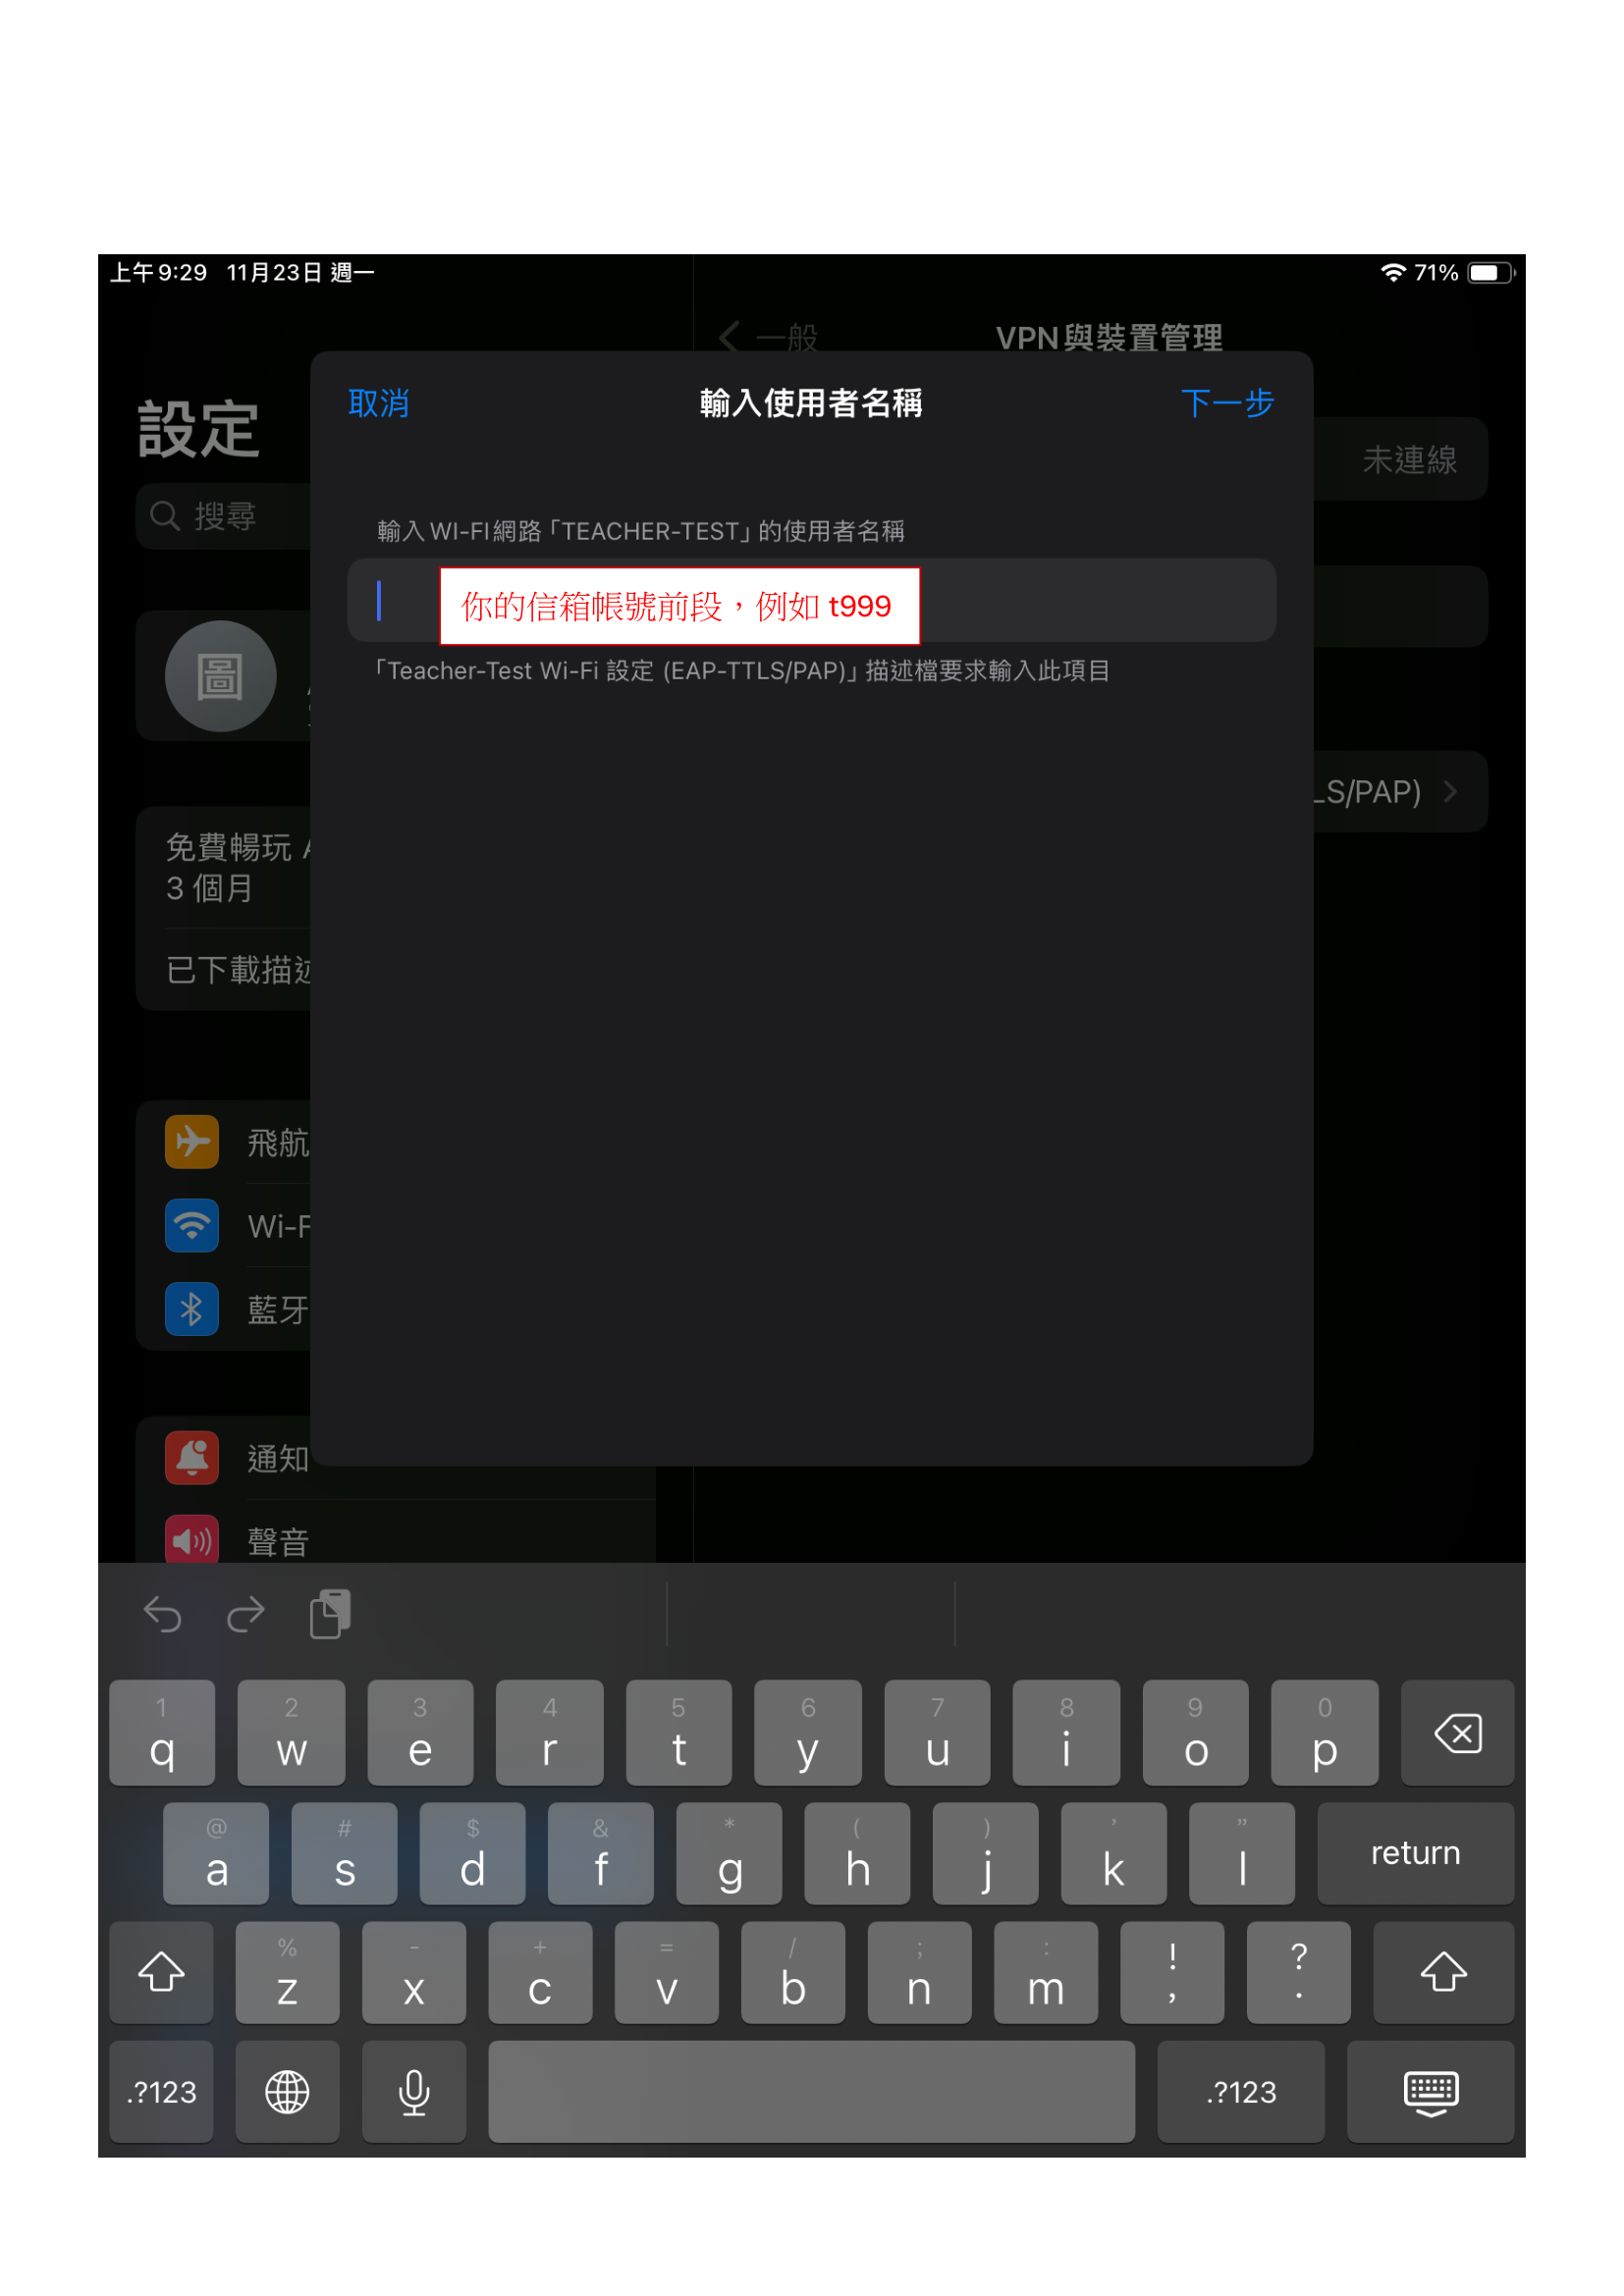 上午9:29 11月23日 週一
71%
一般
VPN與裝置管理
設定
取消
輸入使用者名稱
下一步
未連線
搜尋
輸入WI-FI網路「TEACHER-TEST」的使用者名稱
你的信箱帳號前段，例如 t999
「Teacher-Test Wi-Fi 設定 (EAP-TTLS/PAP)」描述檔要求輸入此項目
圖
LS/PAP)
免費暢玩 A
3 個月
已下載描述
飛航
Wi-F
藍牙
通知
聲音
1 2 3 4 5 6 7 8 9 0
q w e r t y u i o p
@ # $ & * ( ) ’ ”
a s d f g h j k l return
% - + = / ; : ! ?
z x c v b n m , .
.?123 .?123